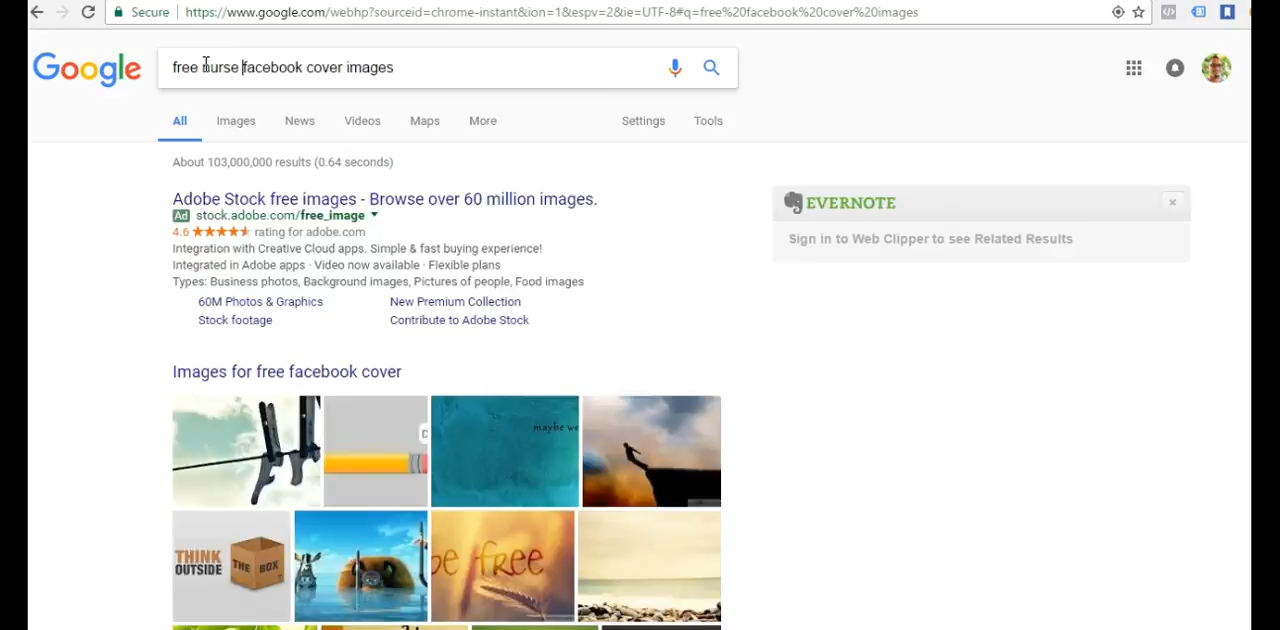 Secure https://www.google.com/webhp?sourceid=chrome-instant&ion=1&espv=2&ie=UTF-8#q=free%20facebook%20cover%20images
Google
free nurse facebook cover images
All Images News Videos Maps More Settings Tools
About 103,000,000 results (0.64 seconds)
Adobe Stock free images - Browse over 60 million images.
Ad stock.adobe.com/free_image
4.6 rating for adobe.com
Integration with Creative Cloud apps. Simple & fast buying experience!
Integrated in Adobe apps · Video now available · Flexible plans
Types: Business photos, Background images, Pictures of people, Food images
60M Photos & Graphics New Premium Collection
Stock footage Contribute to Adobe Stock
EVERNOTE ×
Sign in to Web Clipper to see Related Results
Images for free facebook cover
maybe we
THINK
OUTSIDE
THE BOX
be free